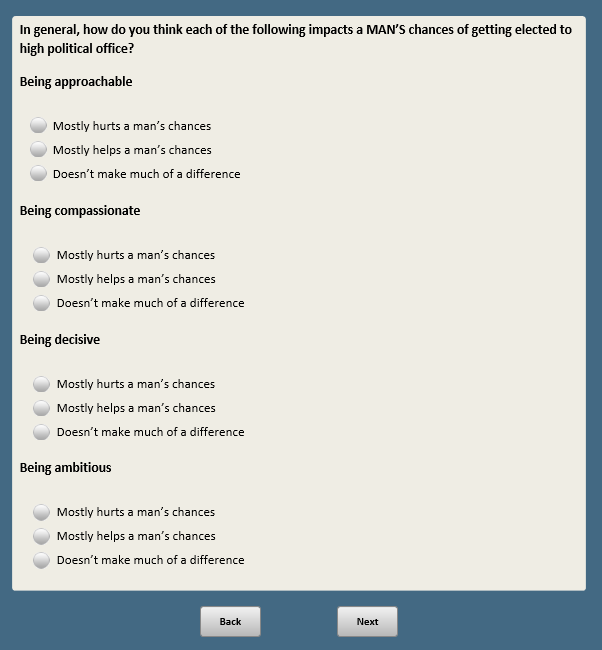 In general, how do you think each of the following impacts a MAN’S chances of getting elected to
high political office?
Being approachable
Mostly hurts a man’s chances
Mostly helps a man’s chances
Doesn’t make much of a difference
Being compassionate
Mostly hurts a man’s chances
Mostly helps a man’s chances
Doesn’t make much of a difference
Being decisive
Mostly hurts a man’s chances
Mostly helps a man’s chances
Doesn’t make much of a difference
Being ambitious
Mostly hurts a man’s chances
Mostly helps a man’s chances
Doesn’t make much of a difference
Back Next